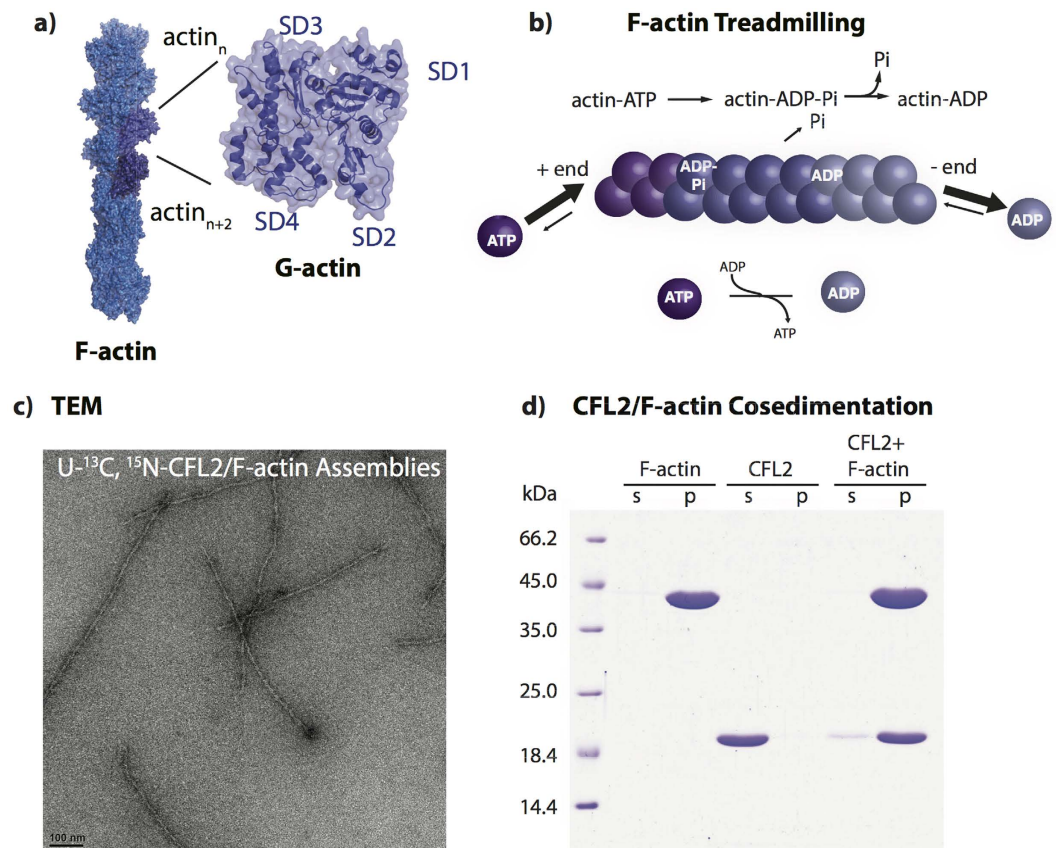 a)
actinₙ
actinₙ₊₂
SD3
SD1
SD4
SD2
G-actin
F-actin
b) F-actin Treadmilling
Pi
actin-ATP actin-ADP-Pi actin-ADP
Pi
+ end
ADP-
Pi
ADP
- end
ATP
ADP
ADP
ATP
ADP
ATP
c) TEM
U-¹³C, ¹⁵N-CFL2/F-actin Assemblies
100 nm
d) CFL2/F-actin Cosedimentation
CFL2+
F-actin CFL2 F-actin
kDa s p s p s p
66.2
45.0
35.0
25.0
18.4
14.4